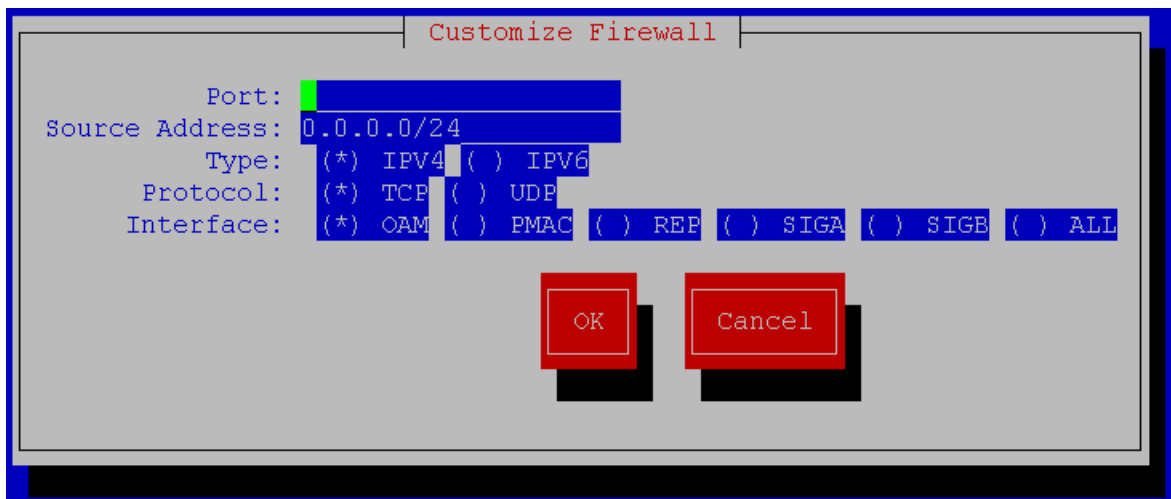 Customize Firewall
Port:
Source Address: 0.0.0.0/24
Type: (*) IPV4 ( ) IPV6
Protocol: (*) TCP ( ) UDP
Interface: (*) OAM ( ) PMAC ( ) REP ( ) SIGA ( ) SIGB ( ) ALL
OK Cancel